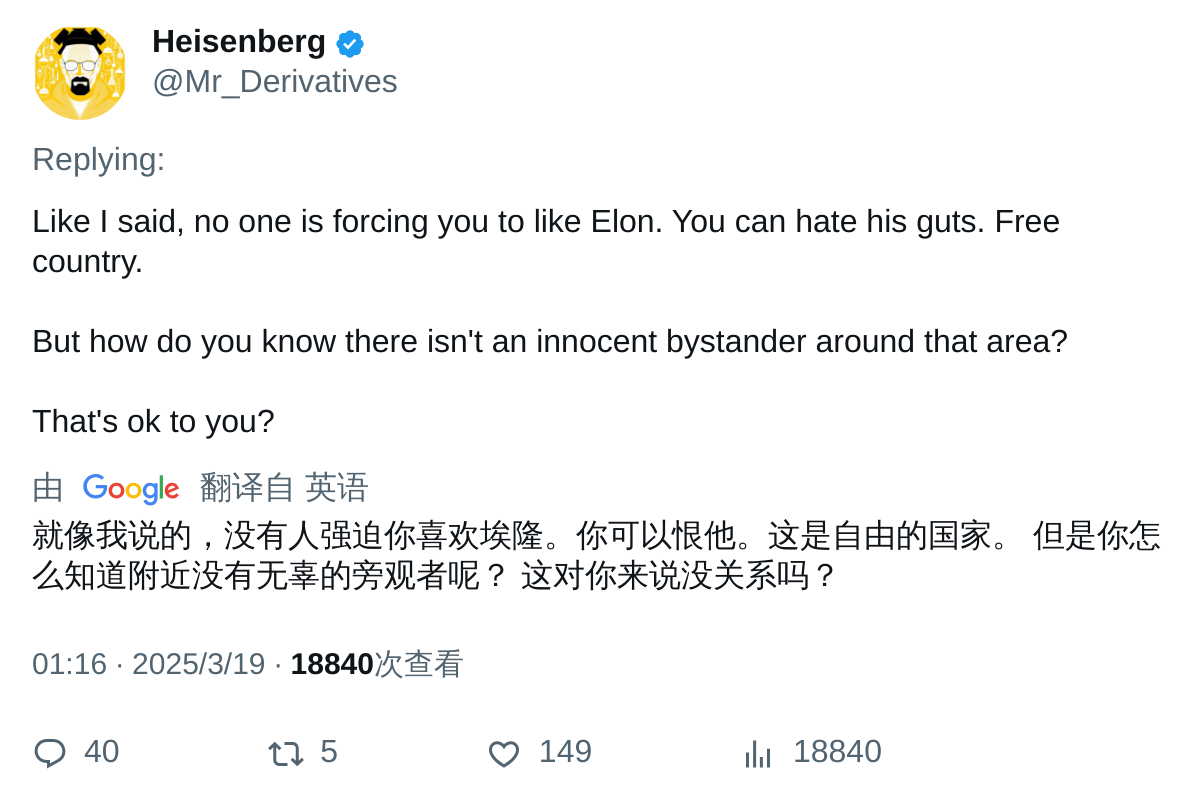 Heisenberg
@Mr_Derivatives
Replying:
Like I said, no one is forcing you to like Elon. You can hate his guts. Free
country.
But how do you know there isn't an innocent bystander around that area?
That's ok to you?
由 Google 翻译自 英语
就像我说的，没有人强迫你喜欢埃隆。你可以恨他。这是自由的国家。 但是你怎
么知道附近没有无辜的旁观者呢？ 这对你来说没关系吗？
01:16 · 2025/3/19 · 18840次查看
40 5 149 18840